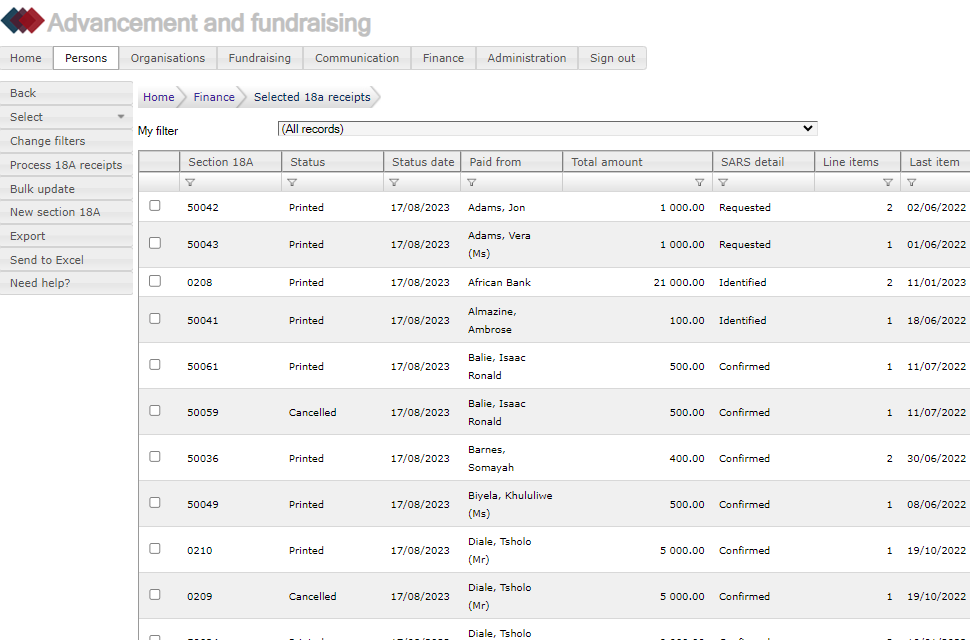 Advancement and fundraising
Home Persons Organisations Fundraising Communication Finance Administration Sign out
Back
Select
Change filters
Process 18A receipts
Bulk update
New section 18A
Export
Send to Excel
Need help?
Home Finance Selected 18a receipts
My filter (All records)
Section 18A Status Status date Paid from Total amount SARS detail Line items Last item
50042 Printed 17/08/2023 Adams, Jon 1 000.00 Requested 2 02/06/2022
50043 Printed 17/08/2023 Adams, Vera (Ms) 1 000.00 Requested 1 01/06/2022
0208 Printed 17/08/2023 African Bank 21 000.00 Identified 2 11/01/2023
50041 Printed 17/08/2023 Almazine, Ambrose 100.00 Identified 1 18/06/2022
50061 Printed 17/08/2023 Balie, Isaac Ronald 500.00 Confirmed 1 11/07/2022
50059 Cancelled 17/08/2023 Balie, Isaac Ronald 500.00 Confirmed 1 11/07/2022
50036 Printed 17/08/2023 Barnes, Somayah 400.00 Confirmed 2 30/06/2022
50049 Printed 17/08/2023 Biyela, Khululiwe (Ms) 500.00 Confirmed 1 08/06/2022
0210 Printed 17/08/2023 Diale, Tsholo (Mr) 5 000.00 Confirmed 1 19/10/2022
0209 Cancelled 17/08/2023 Diale, Tsholo (Mr) 5 000.00 Confirmed 1 19/10/2022
Diale, Tsholo